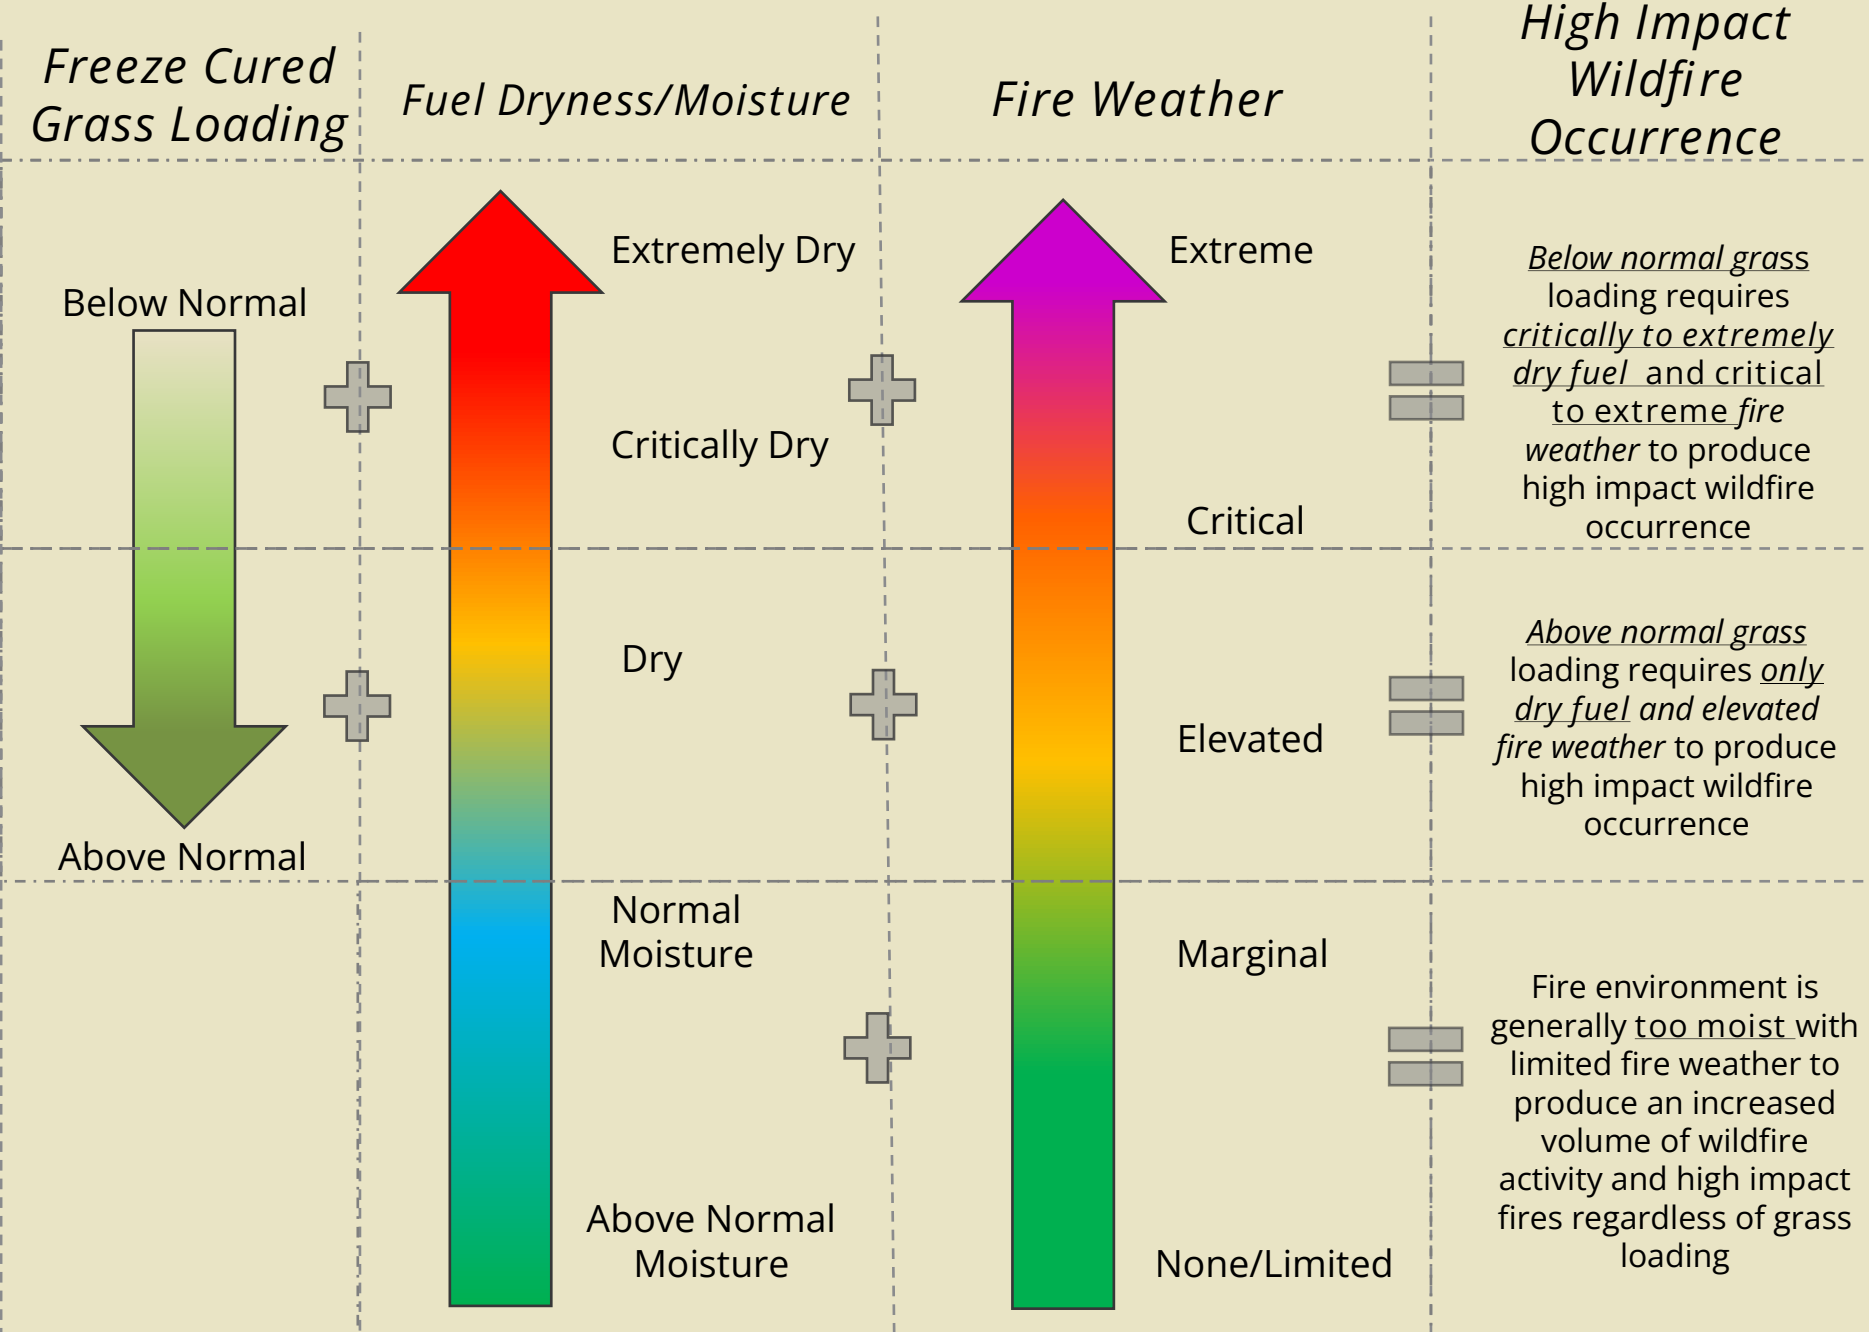 Freeze Cured
Grass Loading
Fuel Dryness/Moisture
Fire Weather
High Impact
Wildfire
Occurrence
Below Normal
Above Normal
Extremely Dry
Critically Dry
Dry
Normal
Moisture
Above Normal
Moisture
Extreme
Critical
Elevated
Marginal
None/Limited
Below normal grass
loading requires
critically to extremely
dry fuel and critical
to extreme fire
weather to produce
high impact wildfire
occurrence
Above normal grass
loading requires only
dry fuel and elevated
fire weather to produce
high impact wildfire
occurrence
Fire environment is
generally too moist with
limited fire weather to
produce an increased
volume of wildfire
activity and high impact
fires regardless of grass
loading